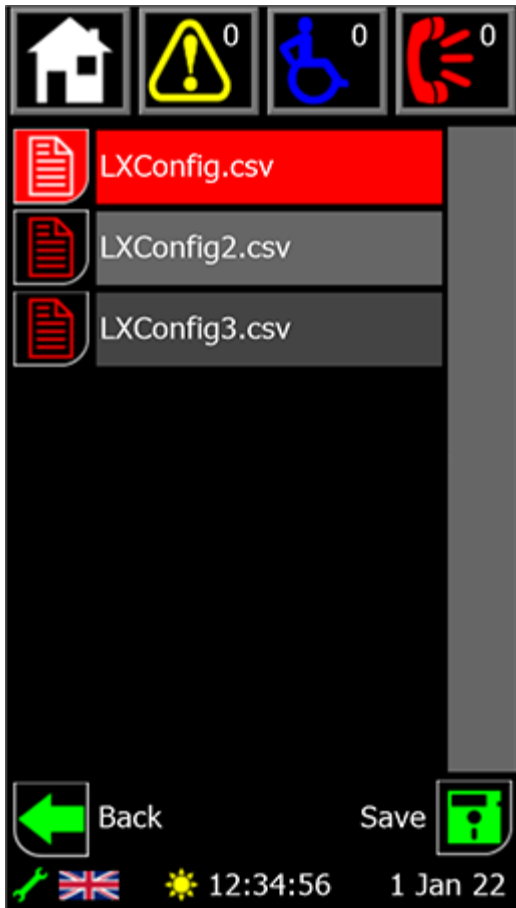 0 0 0
LXConfig.csv
LXConfig2.csv
LXConfig3.csv
Back Save
12:34:56 1 Jan 22